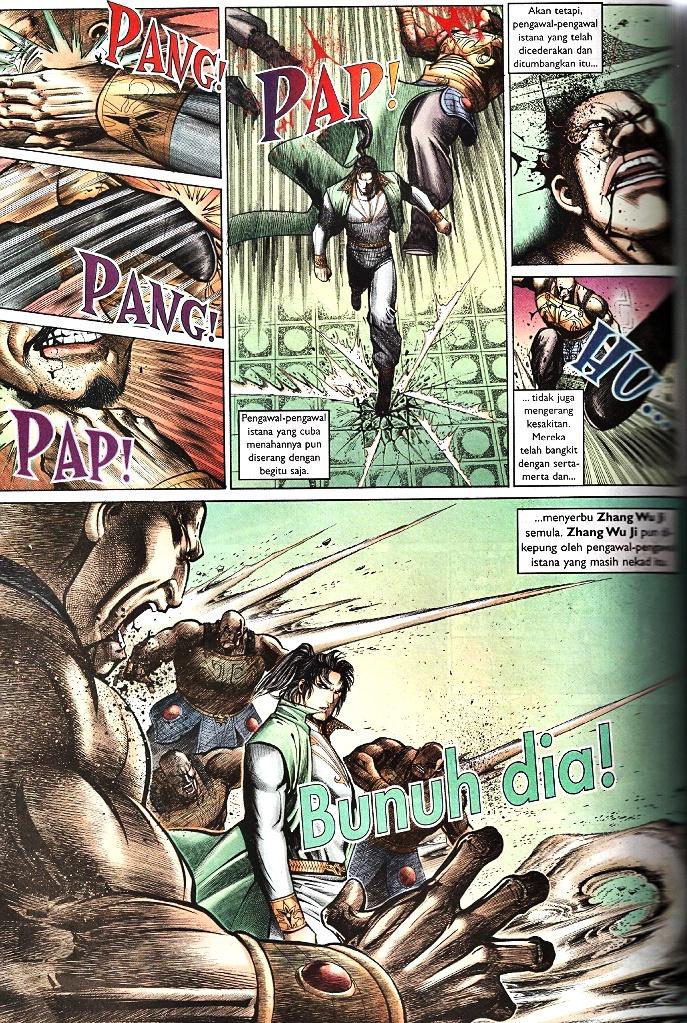 PANG!
PANG!
PAP!
PAP!
Pengawal-pengawal
istana yang cuba
menahannya pun
diserang dengan
begitu saja.
Akan tetapi,
pengawal-pengawal
istana yang telah
dicederakan dan
ditumbangkan itu...
HU...
... tidak juga
mengerang
kesakitan.
Mereka
telah bangkit
dengan serta-
merta dan...
...menyerbu Zhang Wu Ji
semula. Zhang Wu Ji pun di-
kepung oleh pengawal-pengawal
istana yang masih nekad itu.
Bunuh dia!